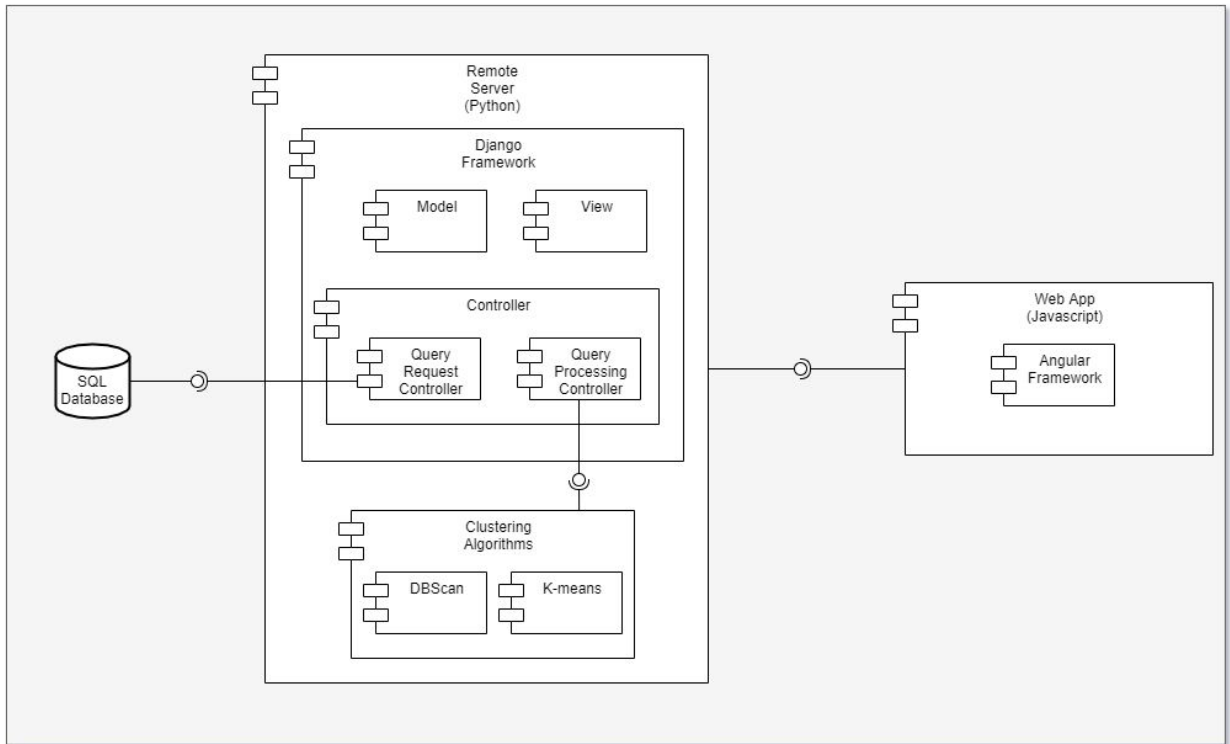 Remote
Server
(Python)
Django
Framework
Model
View
Controller
Query
Request
Controller
Query
Processing
Controller
SQL
Database
Clustering
Algorithms
DBScan
K-means
Web App
(Javascript)
Angular
Framework